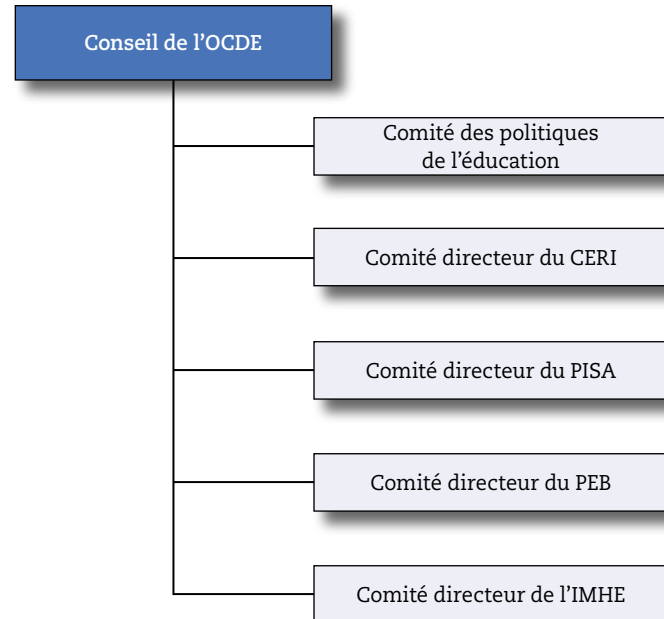 Conseil de l’OCDE
Comité des politiques
de l’éducation
Comité directeur du CERI
Comité directeur du PISA
Comité directeur du PEB
Comité directeur de l’IMHE